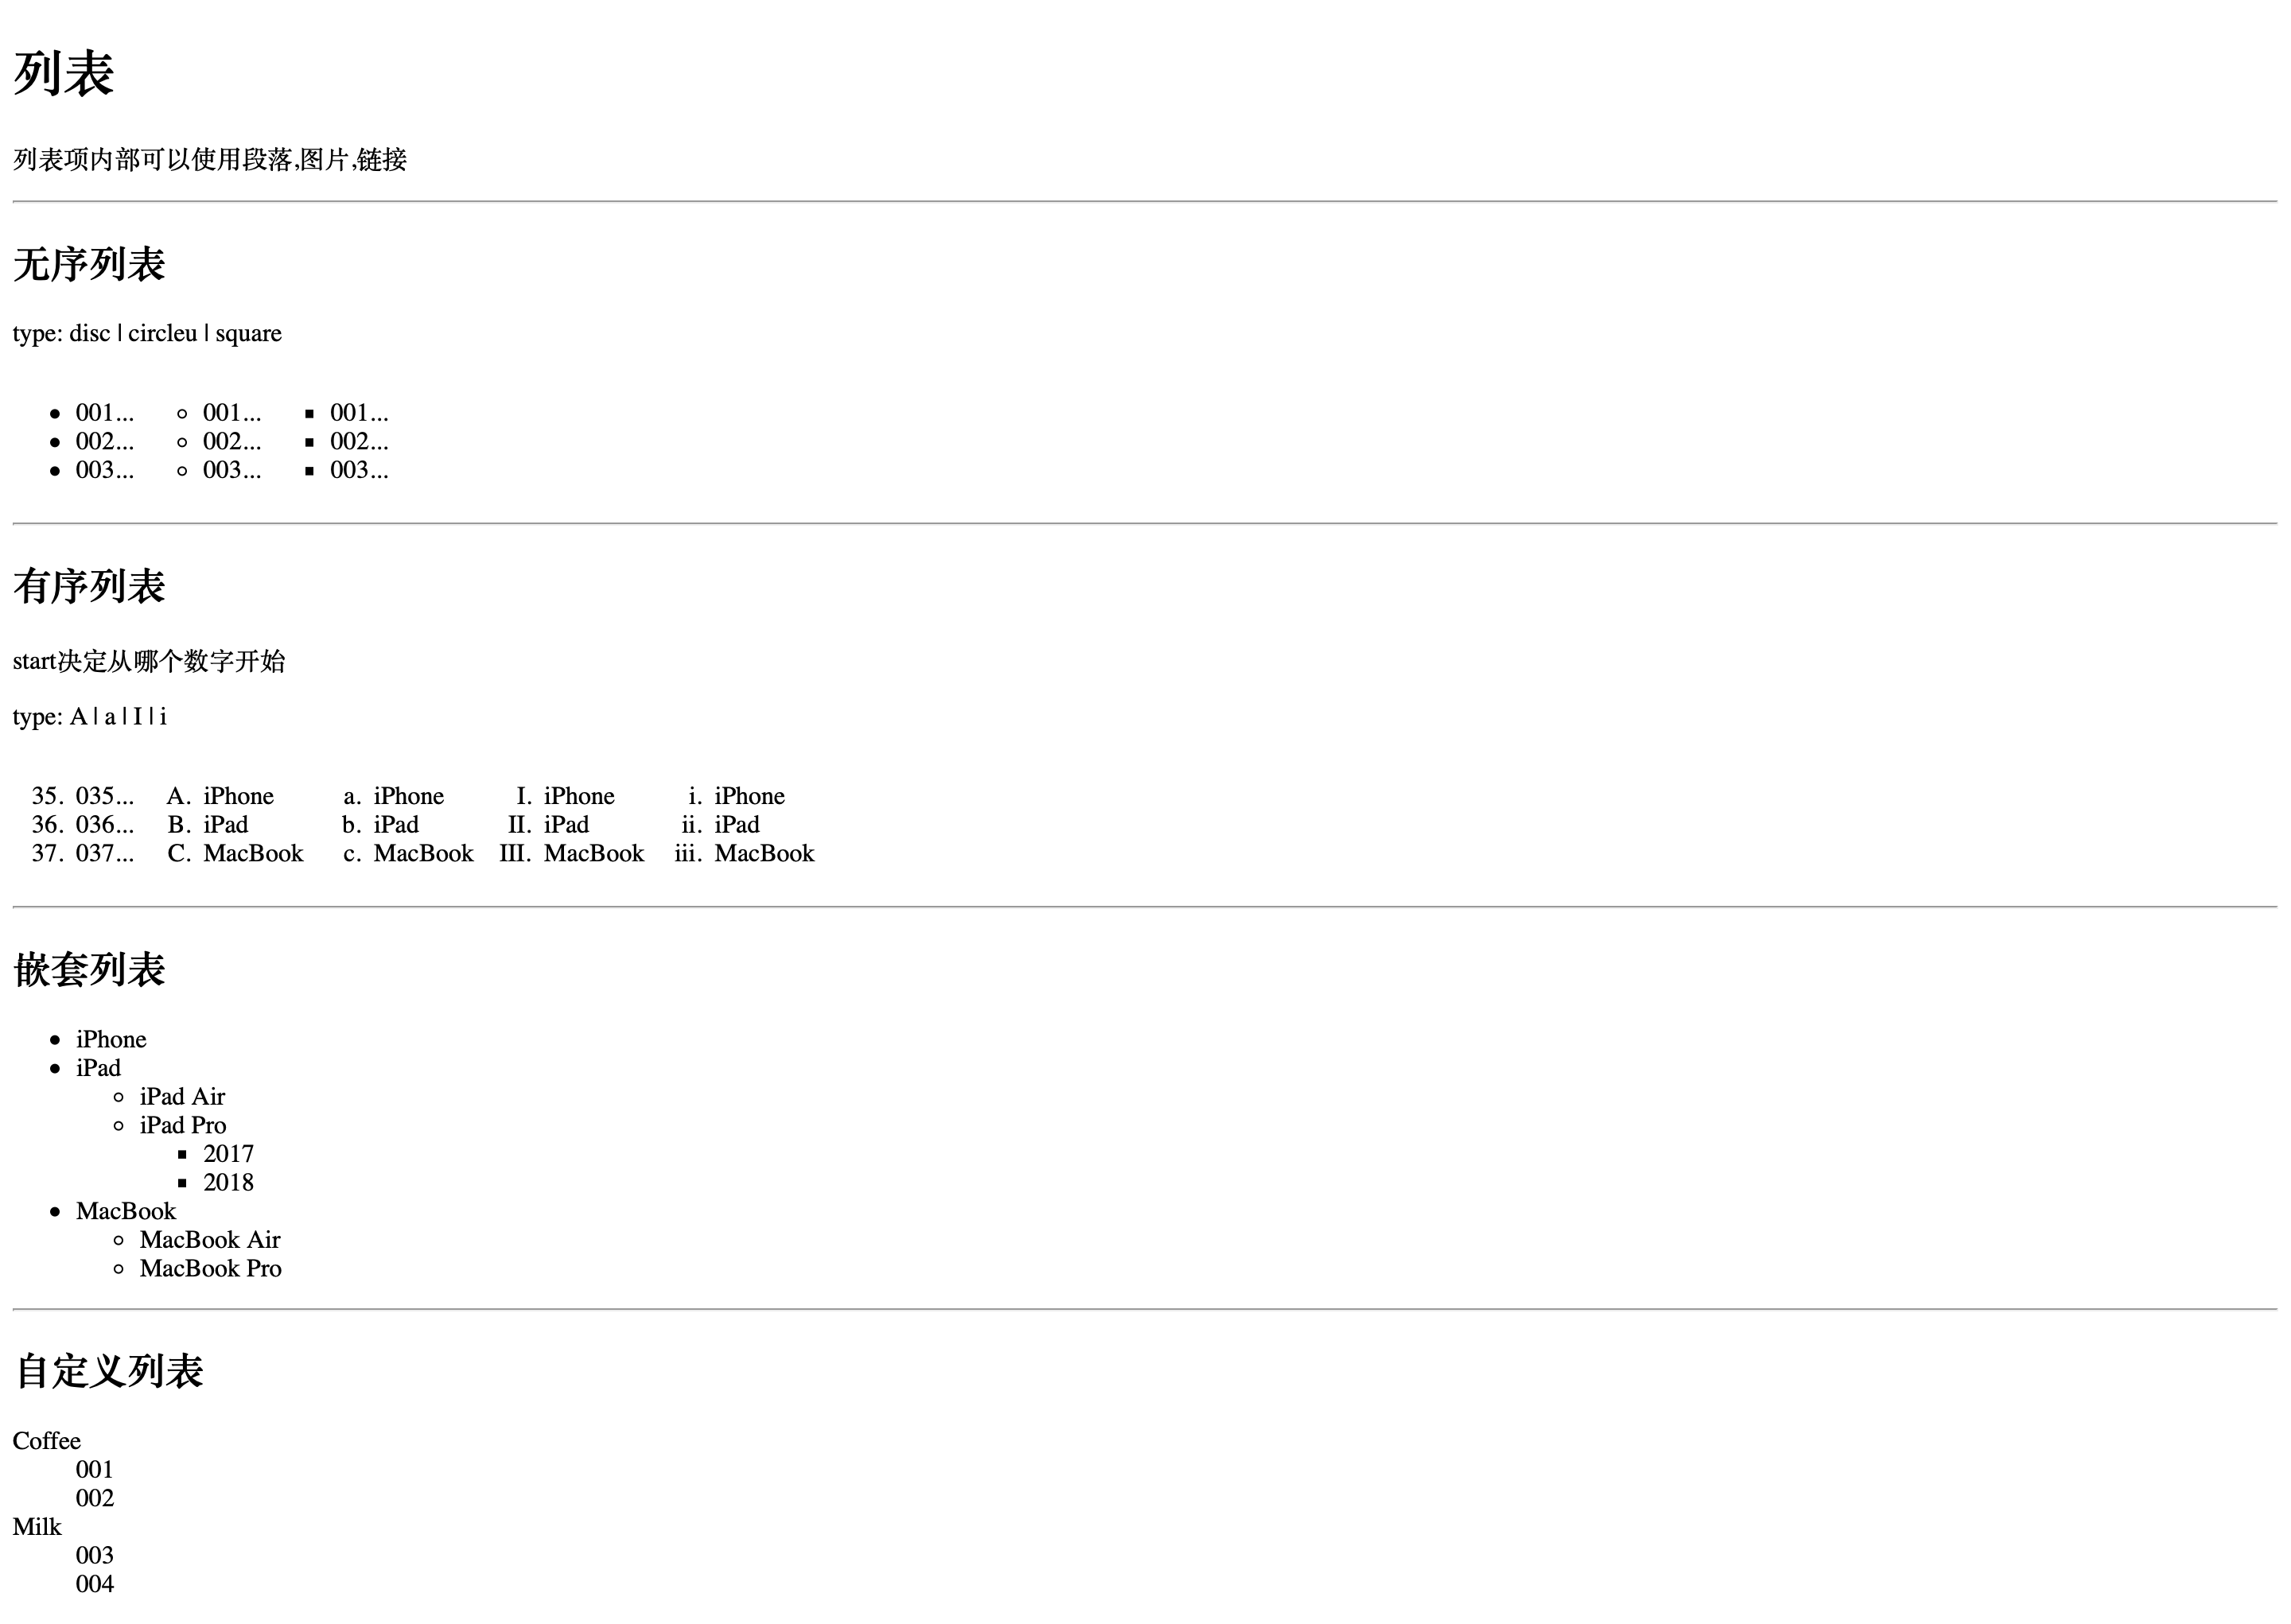 列表
列表项内部可以使用段落,图片,链接
无序列表
type: disc | circleu | square
001... 001... 001...
002... 002... 002...
003... 003... 003...
有序列表
start决定从哪个数字开始
type: A | a | I | i
35. 035... A. iPhone a. iPhone I. iPhone i. iPhone
36. 036... B. iPad b. iPad II. iPad ii. iPad
37. 037... C. MacBook c. MacBook III. MacBook iii. MacBook
嵌套列表
iPhone
iPad
iPad Air
iPad Pro
2017
2018
MacBook
MacBook Air
MacBook Pro
自定义列表
Coffee
001
002
Milk
003
004